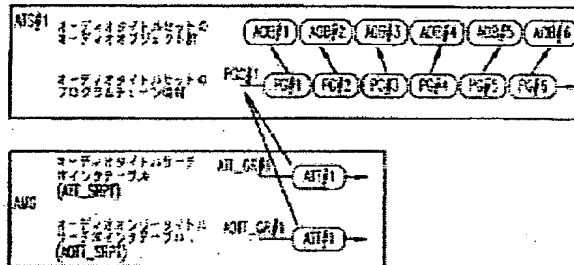 ATS#1
オーディオタイトルセットの
オーディオオブジェクト
AOB#1 AOB#2 AOB#3 AOB#4 AOB#5 AOB#6
オーディオタイトルセットの
プログラムチェーン情報
PGC#1
PG#1 PG#2 PG#3 PG#4 PG#5 PG#6
AMG
オーディオタイトルサーチ
ポインタテーブル
(ATT_SRPT)
ATT_GR#1
ATT#1
オーディオオンリータイトル
サーチポインタテーブル
(AOTT_SRPT)
AOTT_GR#1
ATT#1